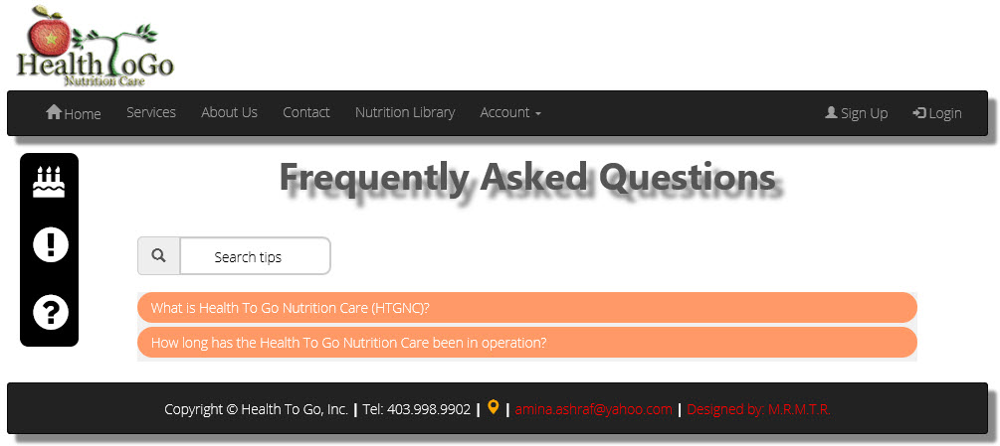 Health ToGo
Nutrition Care
Home Services About Us Contact Nutrition Library Account Sign Up Login
Frequently Asked Questions
Search tips
What is Health To Go Nutrition Care (HTGNC)?
How long has the Health To Go Nutrition Care been in operation?
Copyright © Health To Go, Inc. | Tel: 403.998.9902 | | amina.ashraf@yahoo.com | Designed by: M.R.M.T.R.